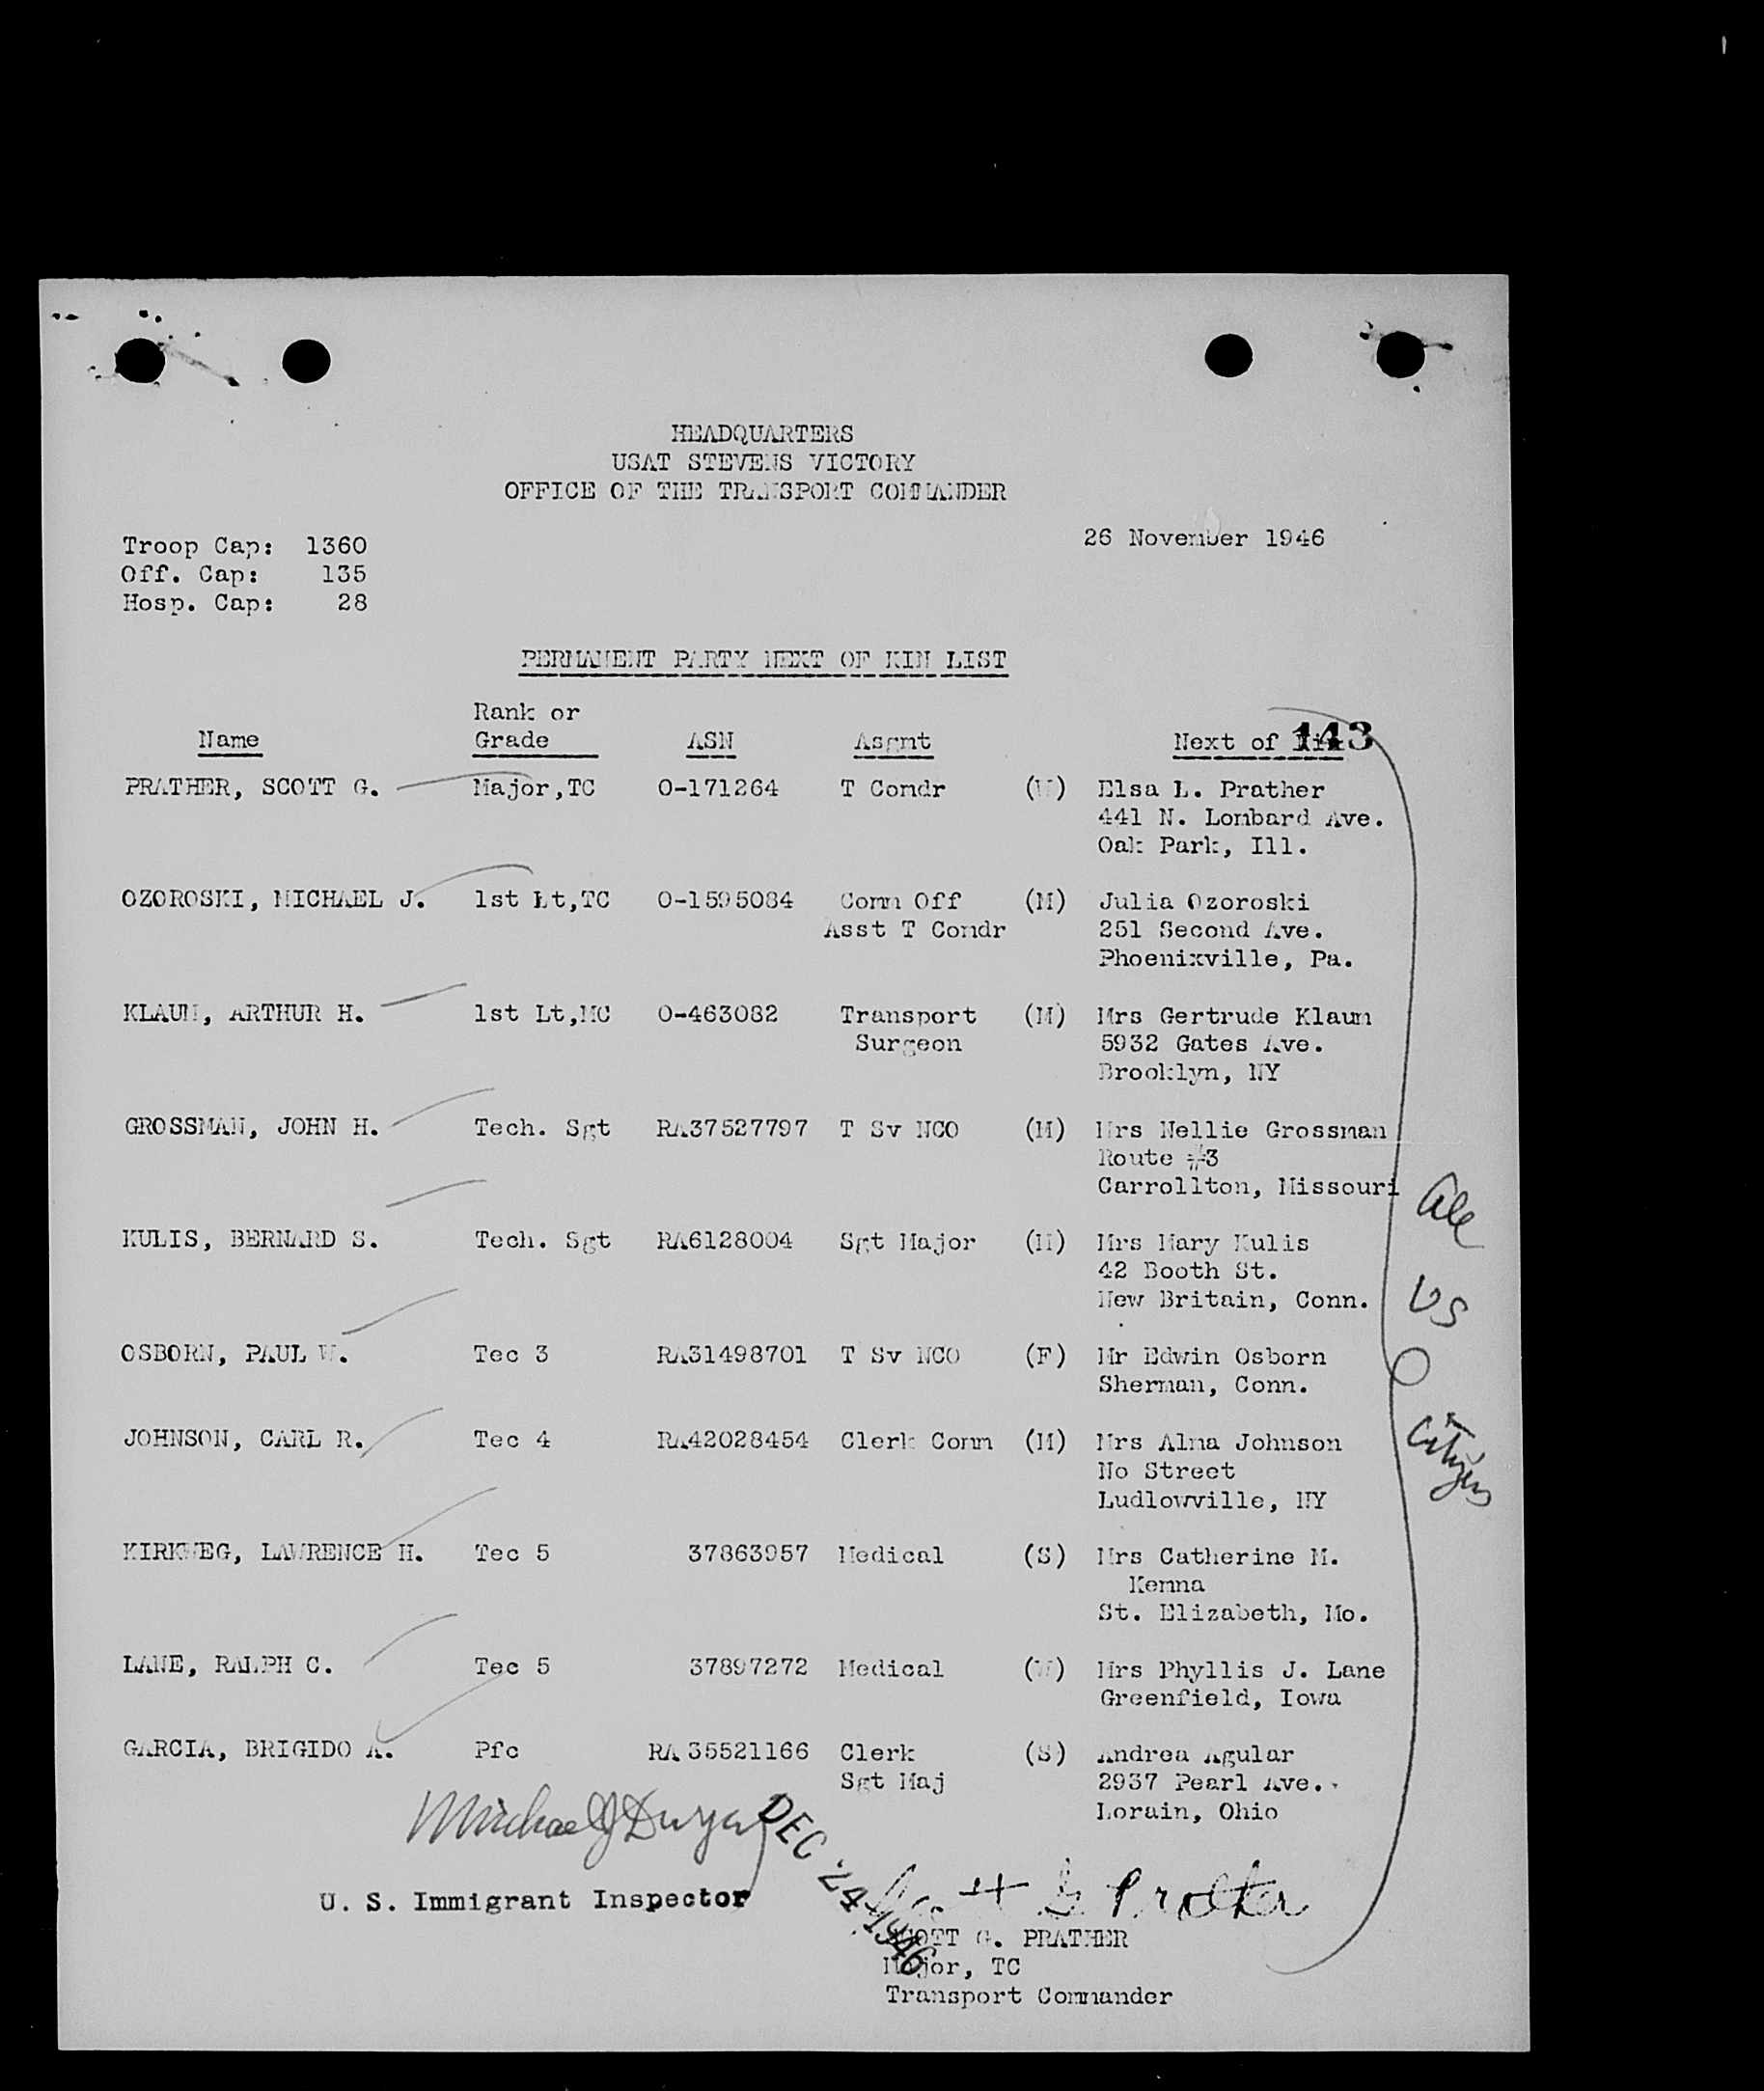 HEADQUARTERS
USAT STEVENS VICTORY
OFFICE OF THE TRANSPORT COMMANDER
26 November 1946
Troop Cap: 1360
Off. Cap: 135
Hosp. Cap: 28
PERMANENT PARTY NEXT OF KIN LIST
Rank or
Name Grade ASN Asgmt Next of Kin 143
PRATHER, SCOTT G. Major,TC O-171264 T Comdr (W) Elsa L. Prather
441 N. Lombard Ave.
Oak Park, Ill.
OZOROSKI, MICHAEL J. 1st Lt,TC O-1595084 Comm Off (M) Julia Ozoroski
Asst T Comdr 251 Second Ave.
Phoenixville, Pa.
KLAUM, ARTHUR H. 1st Lt,MC O-463082 Transport (M) Mrs Gertrude Klaum
Surgeon 5932 Gates Ave.
Brooklyn, NY
GROSSMAN, JOHN H. Tech. Sgt RA37527797 T Sv NCO (M) Mrs Nellie Grossman
Route #3
Carrollton, Missouri
All
KULIS, BERNARD S. Tech. Sgt RA6128004 Sgt Major (M) Mrs Mary Kulis
42 Booth St.
New Britain, Conn.
US
OSBORN, PAUL W. Tec 3 RA31498701 T Sv NCO (F) Mr Edwin Osborn
Sherman, Conn.
JOHNSON, CARL R. Tec 4 RA42028454 Clerk Comm (M) Mrs Alma Johnson
No Street
Ludlowville, NY
Citizens
KIRKWEG, LAWRENCE H. Tec 5 37863957 Medical (S) Mrs Catherine M.
Kemna
St. Elizabeth, Mo.
LANE, RALPH C. Tec 5 37897272 Medical (W) Mrs Phyllis J. Lane
Greenfield, Iowa
GARCIA, BRIGIDO A. Pfc RA 35521166 Clerk (S) Andrea Agular
Sgt Maj 2937 Pearl Ave.
Lorain, Ohio
Michael J
DEC 24 1946
U. S. Immigrant Inspector
Scott G Prather
SCOTT G. PRATHER
Major, TC
Transport Commander